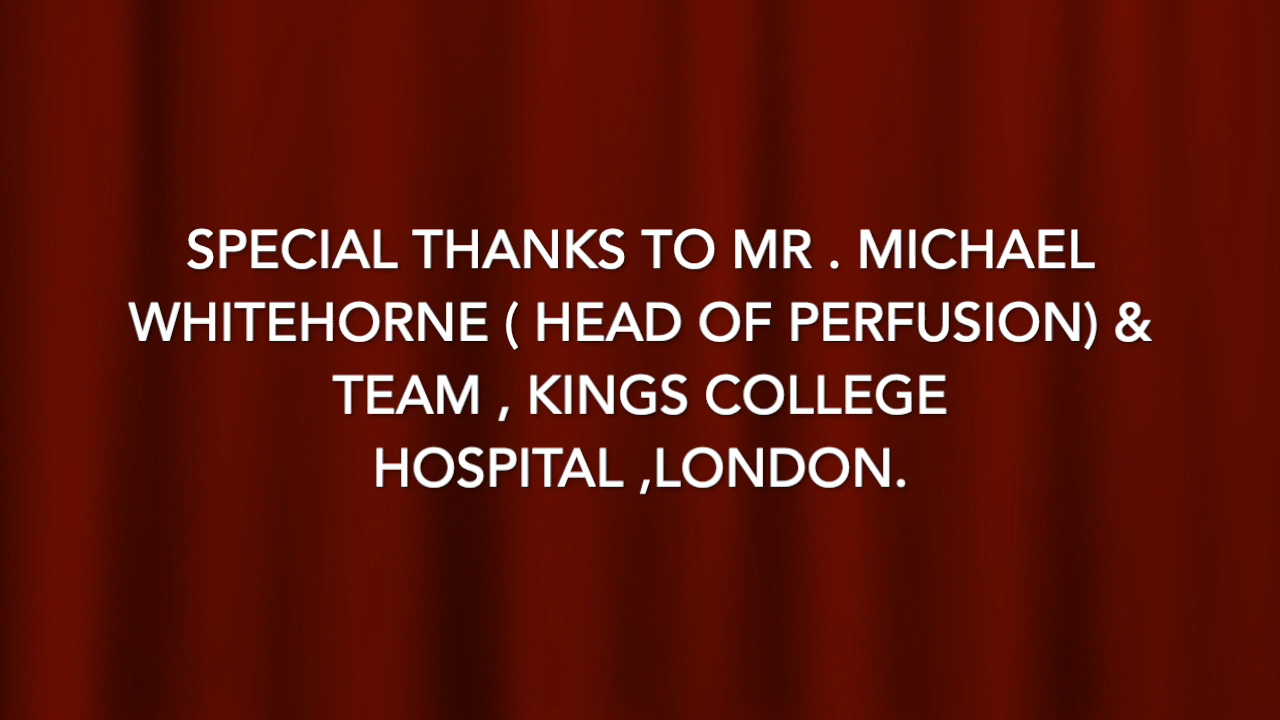 SPECIAL THANKS TO MR . MICHAEL
WHITEHORNE ( HEAD OF PERFUSION) &
TEAM , KINGS COLLEGE
HOSPITAL ,LONDON.